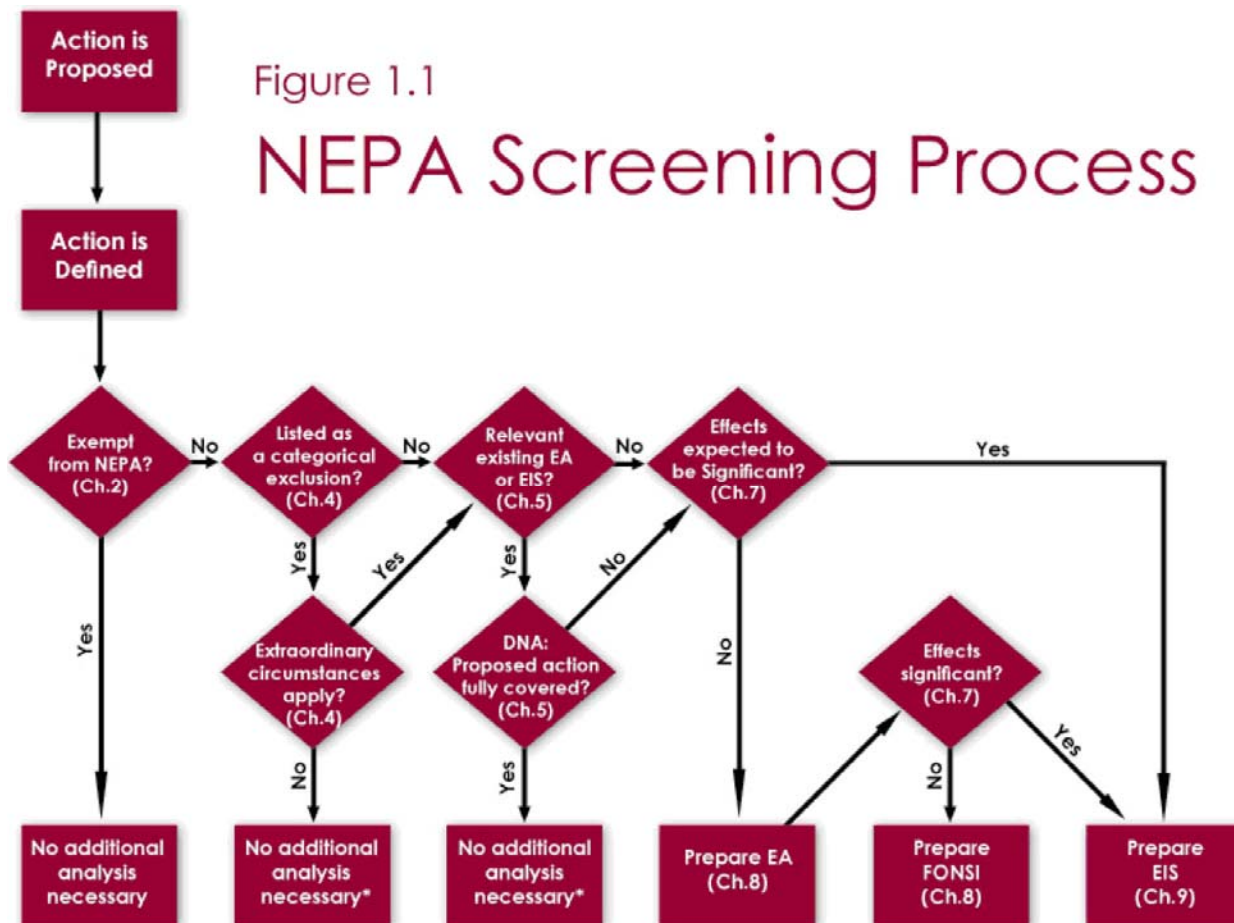 Action is
Proposed
Figure 1.1
NEPA Screening Process
Action is
Defined
Exempt
from NEPA?
(Ch.2)
No
Listed as
a categorical
exclusion?
(Ch.4)
No
Relevant
existing EA
or EIS?
(Ch.5)
No
Effects
expected to
be Significant?
(Ch.7)
Yes
Yes
Yes
Yes
Yes
No
No
Extraordinary
circumstances
apply?
(Ch.4)
DNA:
Proposed action
fully covered?
(Ch.5)
Effects
significant?
(Ch.7)
No
Yes
No
Yes
No additional
analysis
necessary
No additional
analysis
necessary*
No additional
analysis
necessary*
Prepare EA
(Ch.8)
Prepare
FONSI
(Ch.8)
Prepare
EIS
(Ch.9)